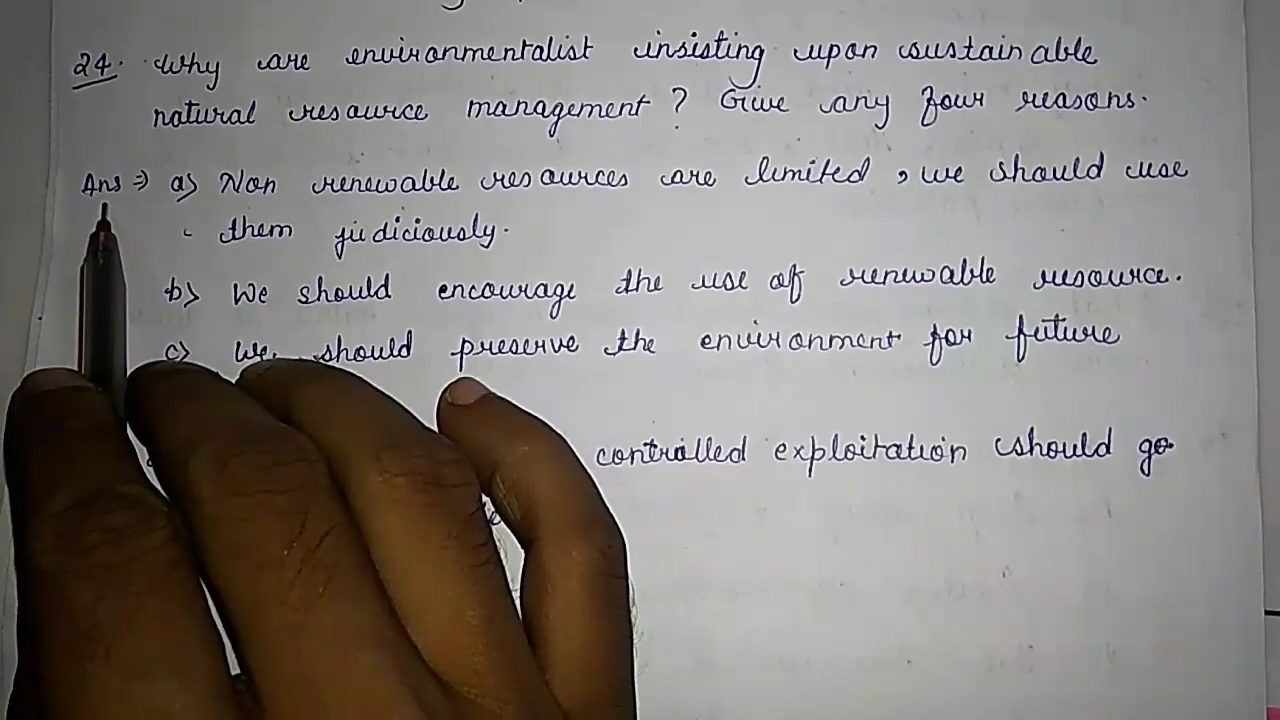 24. Why are environmentalist insisting upon sustainable
natural resource management ? Give any four reasons.
Ans ⇒ a) Non renewable resources are limited , we should use
them judiciously.
b) We should encourage the use of renewable resource.
c) We should preserve the environment for future
controlled exploitation should go